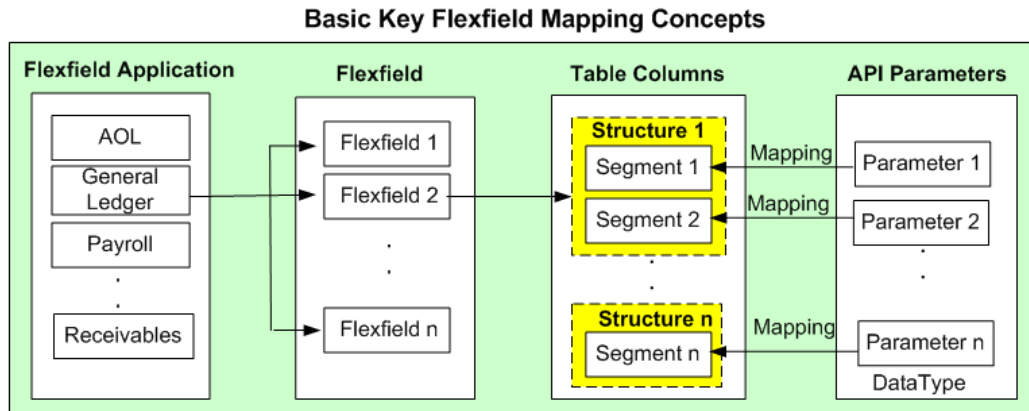 Basic Key Flexfield Mapping Concepts
Flexfield Application
AOL
General
Ledger
Payroll
.
.
Receivables
Flexfield
Flexfield 1
Flexfield 2
.
.
Flexfield n
Table Columns
Structure 1
Segment 1
Segment 2
.
.
Structure n
Segment n
Mapping
Mapping
Mapping
API Parameters
Parameter 1
Parameter 2
.
.
Parameter n
DataType